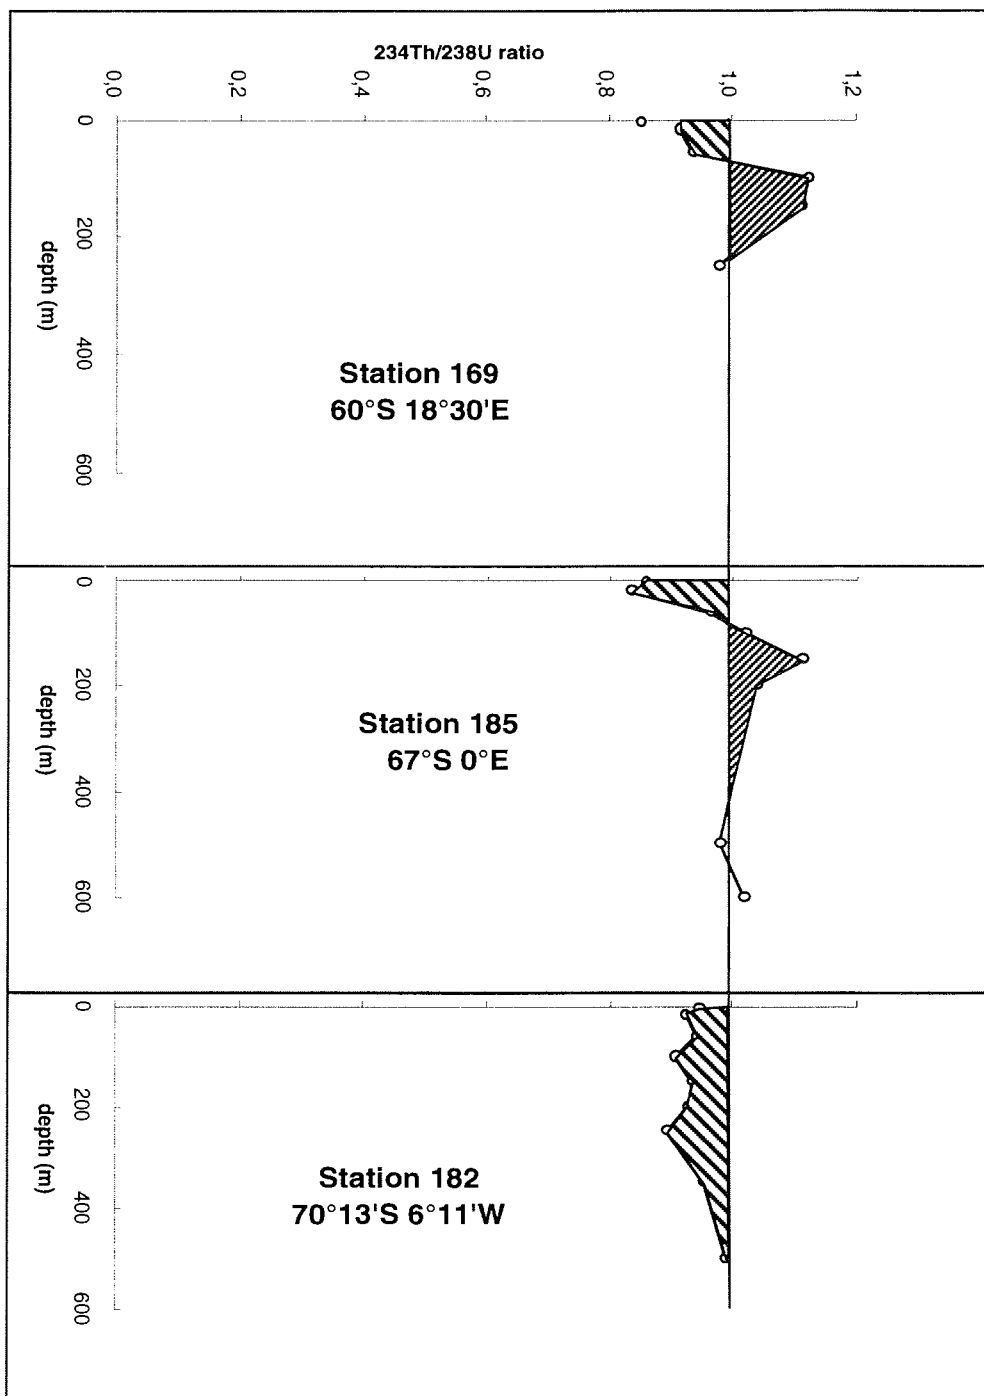 234Th/238U ratio
0,0 0,2 0,4 0,6 0,8 1,0 1,2
0
200
400
600
depth (m)
Station 169
60°S 18°30'E
0
200
400
600
depth (m)
Station 185
67°S 0°E
0
200
400
600
depth (m)
Station 182
70°13'S 6°11'W